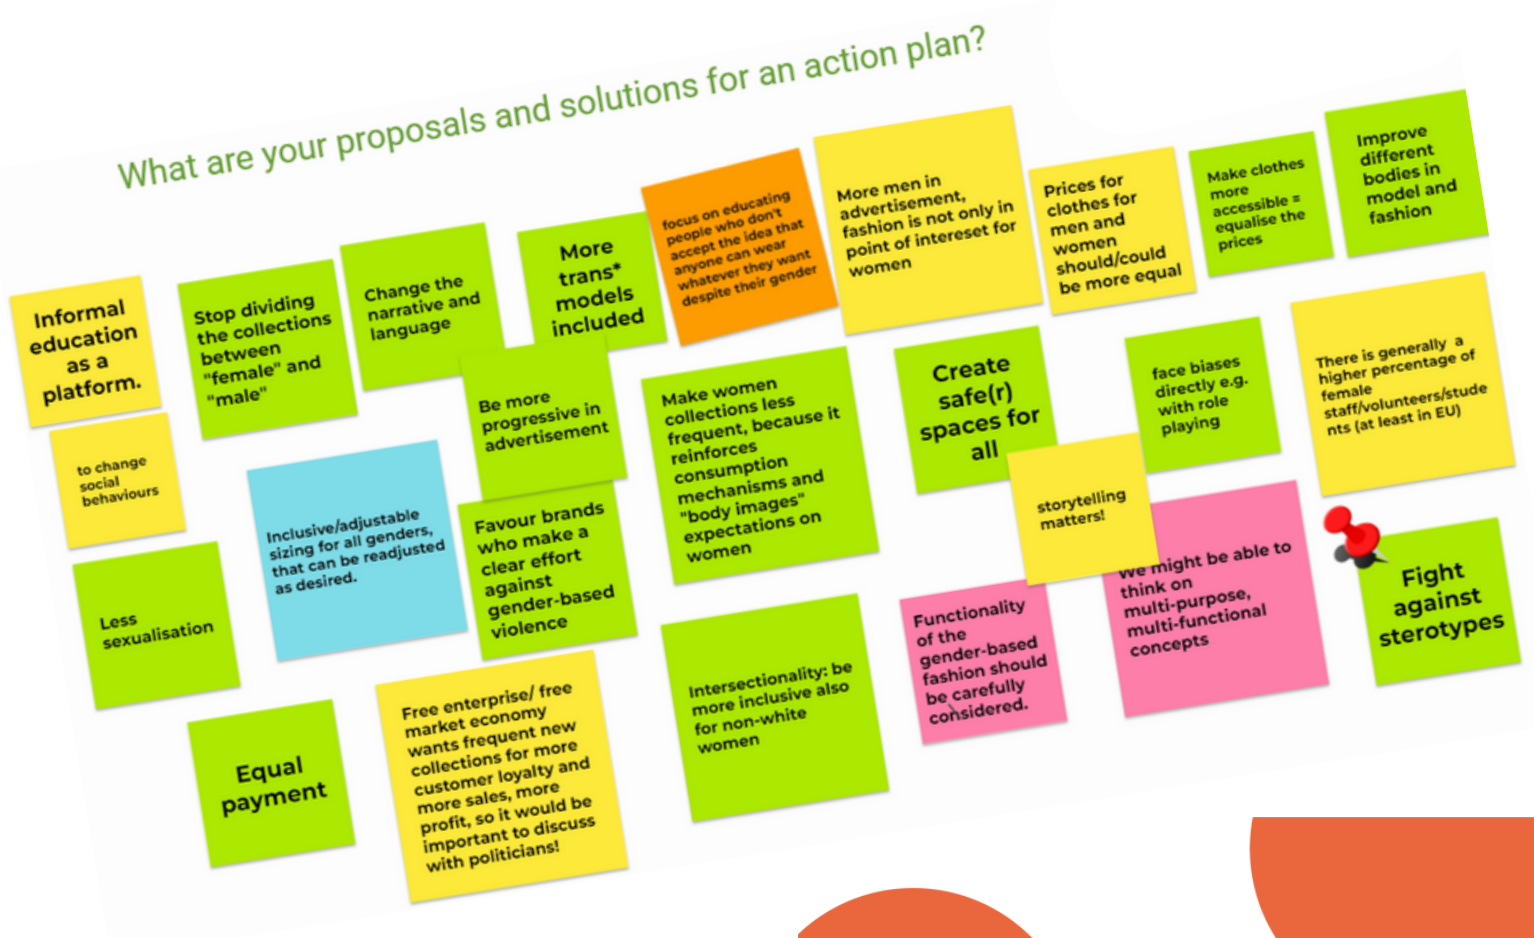 What are your proposals and solutions for an action plan?
Informal
education
as a
platform.
Stop dividing
the collections
between
"female" and
"male"
Change the
narrative and
language
More
trans*
models
included
focus on educating
people who don't
accept the idea that
anyone can wear
whatever they want
despite their gender
More men in
advertisement,
fashion is not only in
point of intereset for
women
Prices for
clothes for
men and
women
should/could
be more equal
Make clothes
more
accessible =
equalise the
prices
Improve
different
bodies in
model and
fashion
to change
social
behaviours
Inclusive/adjustable
sizing for all genders,
that can be readjusted
as desired.
Be more
progressive in
advertisement
Favour brands
who make a
clear effort
against
gender-based
violence
Make women
collections less
frequent, because it
reinforces
consumption
mechanisms and
"body images"
expectations on
women
Create
safe(r)
spaces for
all
storytelling
matters!
face biases
directly e.g.
with role
playing
There is generally a
higher percentage of
female
staff/volunteers/stude
nts (at least in EU)
Less
sexualisation
Equal
payment
Free enterprise/ free
market economy
wants frequent new
collections for more
customer loyalty and
more sales, more
profit, so it would be
important to discuss
with politicians!
Intersectionality: be
more inclusive also
for non-white
women
Functionality
of the
gender-based
fashion should
be carefully
considered.
We might be able to
think on
multi-purpose,
multi-functional
concepts
Fight
against
sterotypes